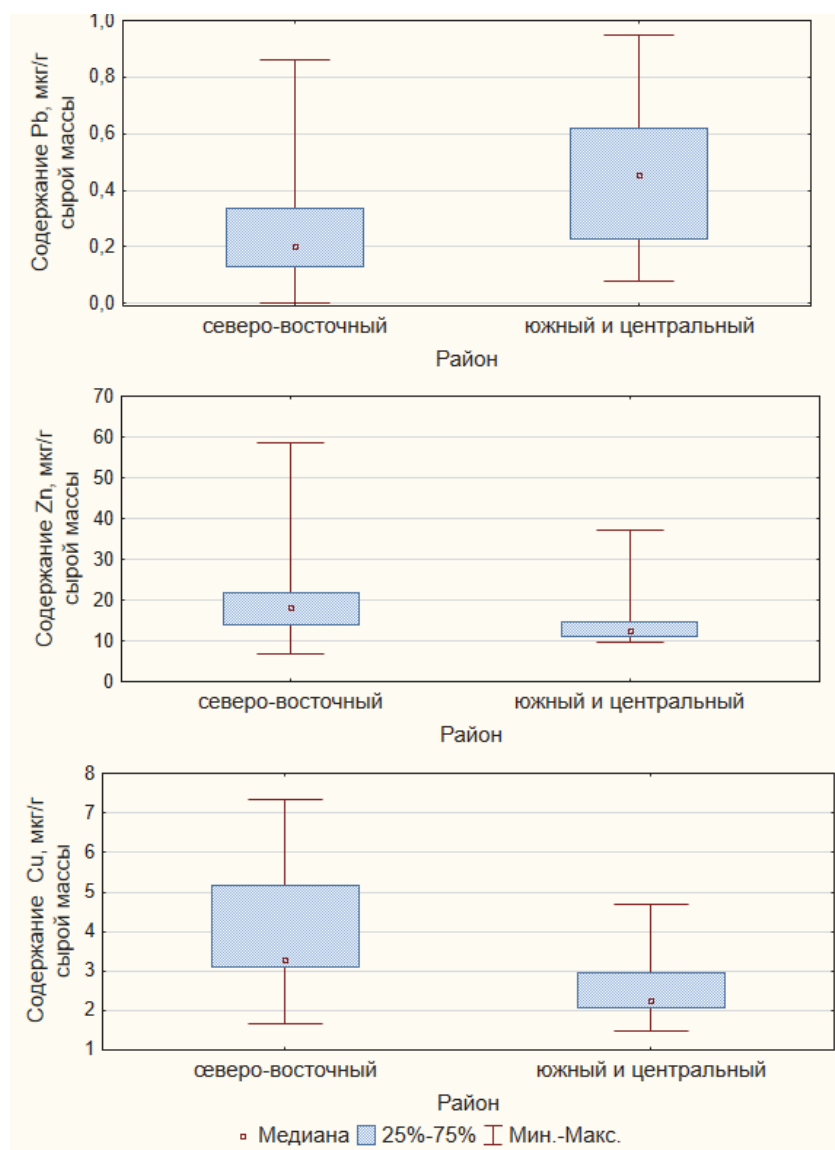 Содержание Pb, мкг/г
сырой массы
1,0
0,8
0,6
0,4
0,2
0,0
северо-восточный южный и центральный
Район
Содержание Zn, мкг/г
сырой массы
70
60
50
40
30
20
10
0
северо-восточный южный и центральный
Район
Содержание Cu, мкг/г
сырой массы
8
7
6
5
4
3
2
1
северо-восточный южный и центральный
Район
Медиана 25%-75% Мин.-Макс.